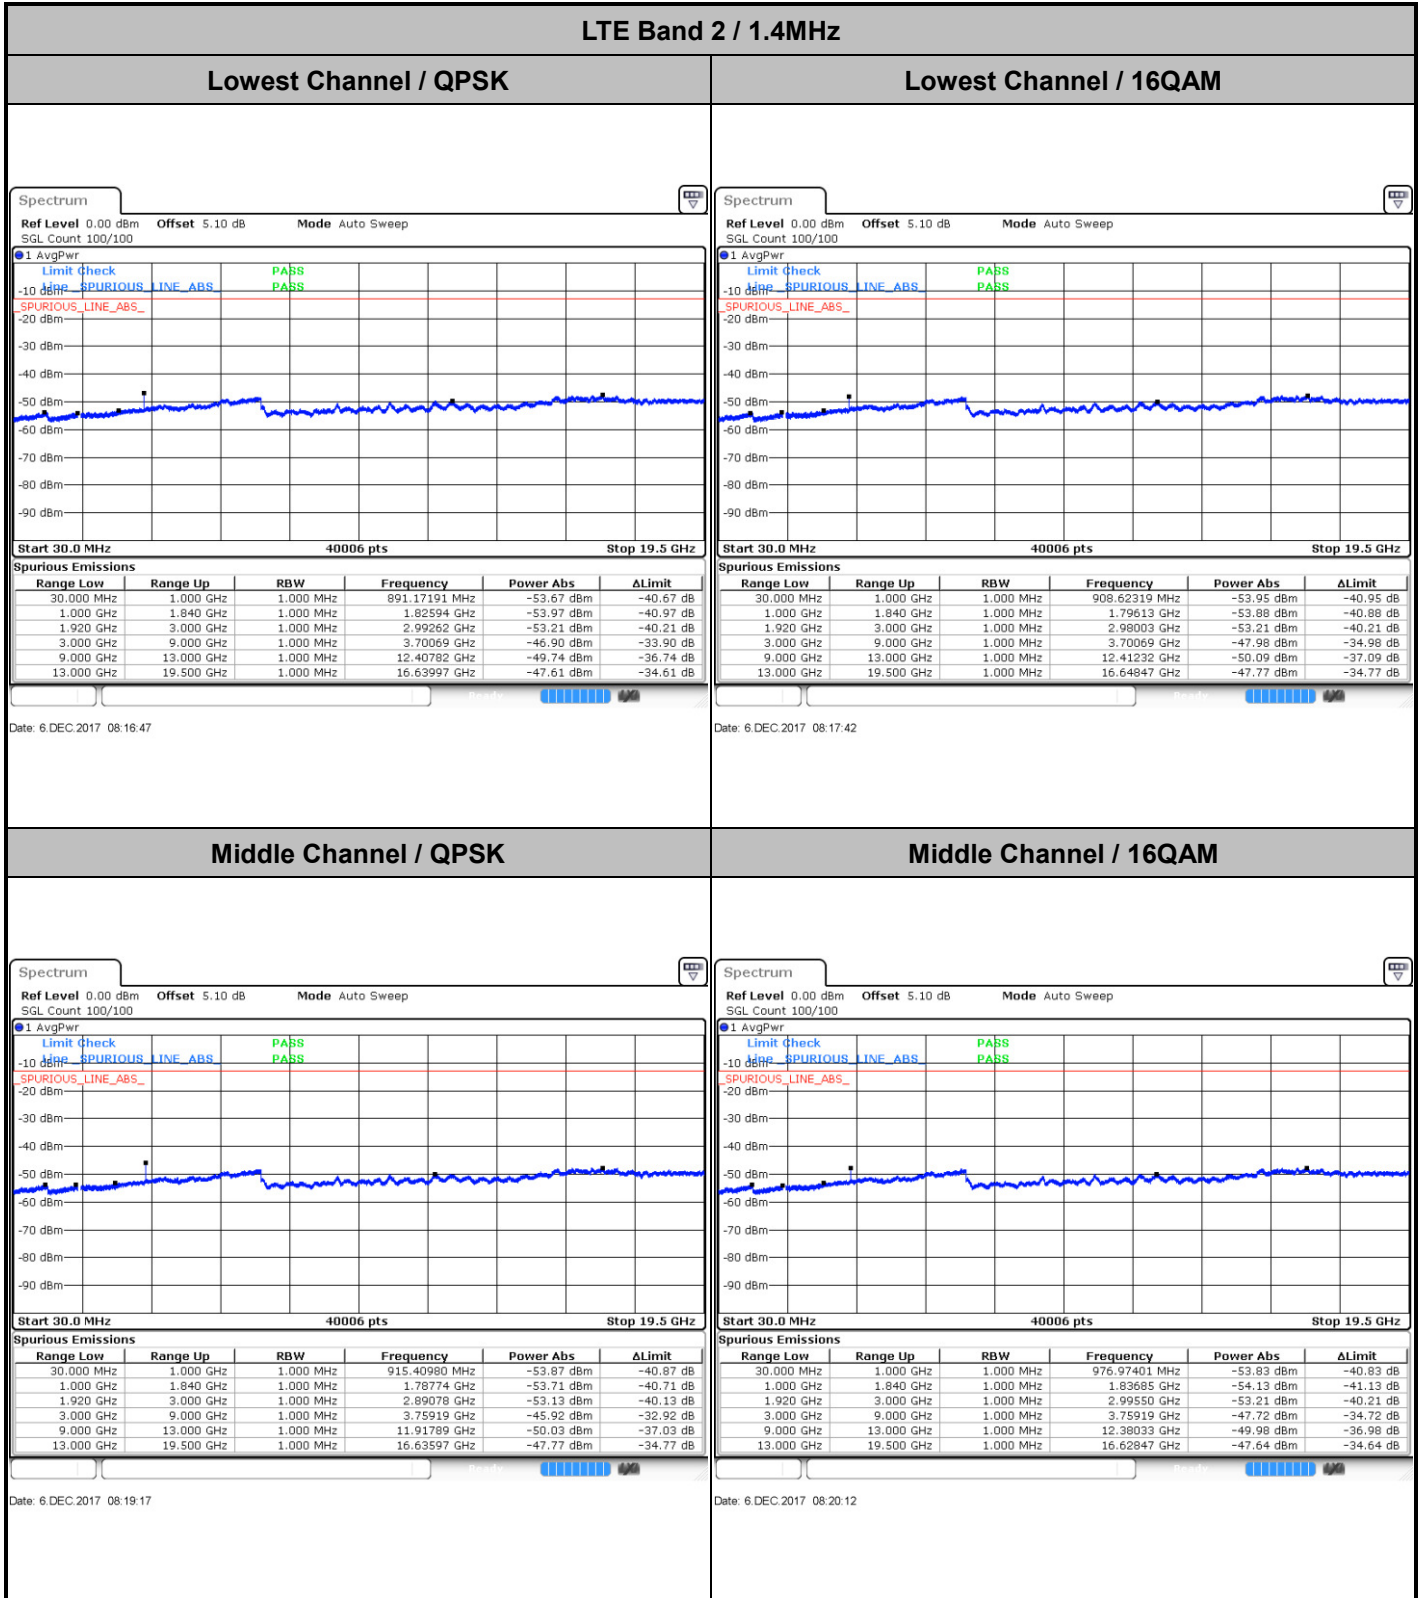 LTE Band 2 / 1.4MHz
Lowest Channel / QPSK
Lowest Channel / 16QAM
Spectrum
Ref Level 0.00 dBm Offset 5.10 dB Mode Auto Sweep
SGL Count 100/100
1 AvgPwr
Limit Check PASS
-10 dBm Line _SPURIOUS_LINE_ABS_ PASS
_SPURIOUS_LINE_ABS_
-20 dBm
-30 dBm
-40 dBm
-50 dBm
-60 dBm
-70 dBm
-80 dBm
-90 dBm
Start 30.0 MHz 40006 pts Stop 19.5 GHz
Spurious Emissions
Range Low Range Up RBW Frequency Power Abs ΔLimit
30.000 MHz 1.000 GHz 1.000 MHz 891.17191 MHz -53.67 dBm -40.67 dB
1.000 GHz 1.840 GHz 1.000 MHz 1.82594 GHz -53.97 dBm -40.97 dB
1.920 GHz 3.000 GHz 1.000 MHz 2.99262 GHz -53.21 dBm -40.21 dB
3.000 GHz 9.000 GHz 1.000 MHz 3.70069 GHz -46.90 dBm -33.90 dB
9.000 GHz 13.000 GHz 1.000 MHz 12.40782 GHz -49.74 dBm -36.74 dB
13.000 GHz 19.500 GHz 1.000 MHz 16.63997 GHz -47.61 dBm -34.61 dB
Ready
Date: 6.DEC.2017 08:16:47
Spectrum
Ref Level 0.00 dBm Offset 5.10 dB Mode Auto Sweep
SGL Count 100/100
1 AvgPwr
Limit Check PASS
-10 dBm Line _SPURIOUS_LINE_ABS_ PASS
_SPURIOUS_LINE_ABS_
-20 dBm
-30 dBm
-40 dBm
-50 dBm
-60 dBm
-70 dBm
-80 dBm
-90 dBm
Start 30.0 MHz 40006 pts Stop 19.5 GHz
Spurious Emissions
Range Low Range Up RBW Frequency Power Abs ΔLimit
30.000 MHz 1.000 GHz 1.000 MHz 908.62319 MHz -53.95 dBm -40.95 dB
1.000 GHz 1.840 GHz 1.000 MHz 1.79613 GHz -53.88 dBm -40.88 dB
1.920 GHz 3.000 GHz 1.000 MHz 2.98003 GHz -53.21 dBm -40.21 dB
3.000 GHz 9.000 GHz 1.000 MHz 3.70069 GHz -47.98 dBm -34.98 dB
9.000 GHz 13.000 GHz 1.000 MHz 12.41232 GHz -50.09 dBm -37.09 dB
13.000 GHz 19.500 GHz 1.000 MHz 16.64847 GHz -47.77 dBm -34.77 dB
Ready
Date: 6.DEC.2017 08:17:42
Middle Channel / QPSK
Middle Channel / 16QAM
Spectrum
Ref Level 0.00 dBm Offset 5.10 dB Mode Auto Sweep
SGL Count 100/100
1 AvgPwr
Limit Check PASS
-10 dBm Line _SPURIOUS_LINE_ABS_ PASS
_SPURIOUS_LINE_ABS_
-20 dBm
-30 dBm
-40 dBm
-50 dBm
-60 dBm
-70 dBm
-80 dBm
-90 dBm
Start 30.0 MHz 40006 pts Stop 19.5 GHz
Spurious Emissions
Range Low Range Up RBW Frequency Power Abs ΔLimit
30.000 MHz 1.000 GHz 1.000 MHz 915.40980 MHz -53.87 dBm -40.87 dB
1.000 GHz 1.840 GHz 1.000 MHz 1.78774 GHz -53.71 dBm -40.71 dB
1.920 GHz 3.000 GHz 1.000 MHz 2.89078 GHz -53.13 dBm -40.13 dB
3.000 GHz 9.000 GHz 1.000 MHz 3.75919 GHz -45.92 dBm -32.92 dB
9.000 GHz 13.000 GHz 1.000 MHz 11.91789 GHz -50.03 dBm -37.03 dB
13.000 GHz 19.500 GHz 1.000 MHz 16.63597 GHz -47.77 dBm -34.77 dB
Ready
Date: 6.DEC.2017 08:19:17
Spectrum
Ref Level 0.00 dBm Offset 5.10 dB Mode Auto Sweep
SGL Count 100/100
1 AvgPwr
Limit Check PASS
-10 dBm Line _SPURIOUS_LINE_ABS_ PASS
_SPURIOUS_LINE_ABS_
-20 dBm
-30 dBm
-40 dBm
-50 dBm
-60 dBm
-70 dBm
-80 dBm
-90 dBm
Start 30.0 MHz 40006 pts Stop 19.5 GHz
Spurious Emissions
Range Low Range Up RBW Frequency Power Abs ΔLimit
30.000 MHz 1.000 GHz 1.000 MHz 976.97401 MHz -53.83 dBm -40.83 dB
1.000 GHz 1.840 GHz 1.000 MHz 1.83685 GHz -54.13 dBm -41.13 dB
1.920 GHz 3.000 GHz 1.000 MHz 2.99550 GHz -53.21 dBm -40.21 dB
3.000 GHz 9.000 GHz 1.000 MHz 3.75919 GHz -47.72 dBm -34.72 dB
9.000 GHz 13.000 GHz 1.000 MHz 12.38033 GHz -49.98 dBm -36.98 dB
13.000 GHz 19.500 GHz 1.000 MHz 16.62847 GHz -47.64 dBm -34.64 dB
Ready
Date: 6.DEC.2017 08:20:12